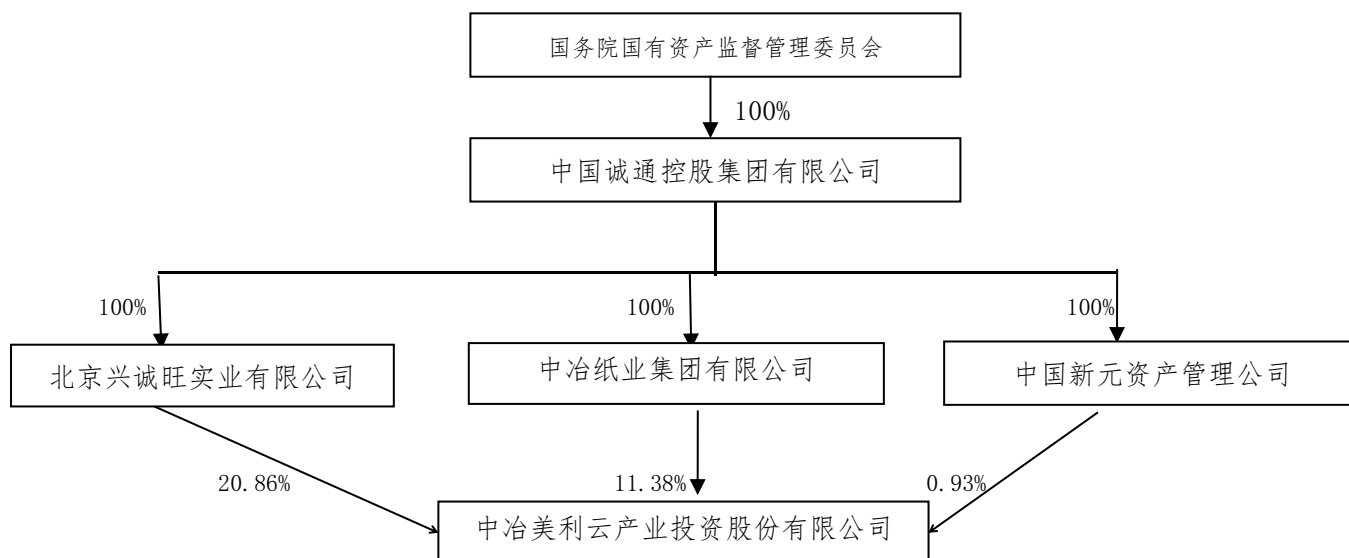 国务院国有资产监督管理委员会
100%
中国诚通控股集团有限公司
100%
100%
100%
北京兴诚旺实业有限公司
中冶纸业集团有限公司
中国新元资产管理公司
20.86%
11.38%
0.93%
中冶美利云产业投资股份有限公司